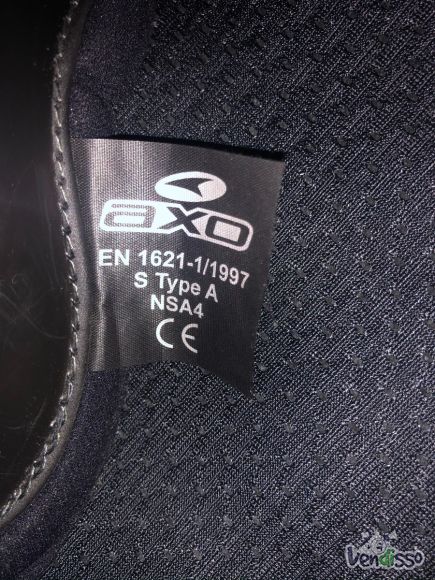 axo
EN 1621-1/1997
S Type A
NSA4
CE
Vendisso